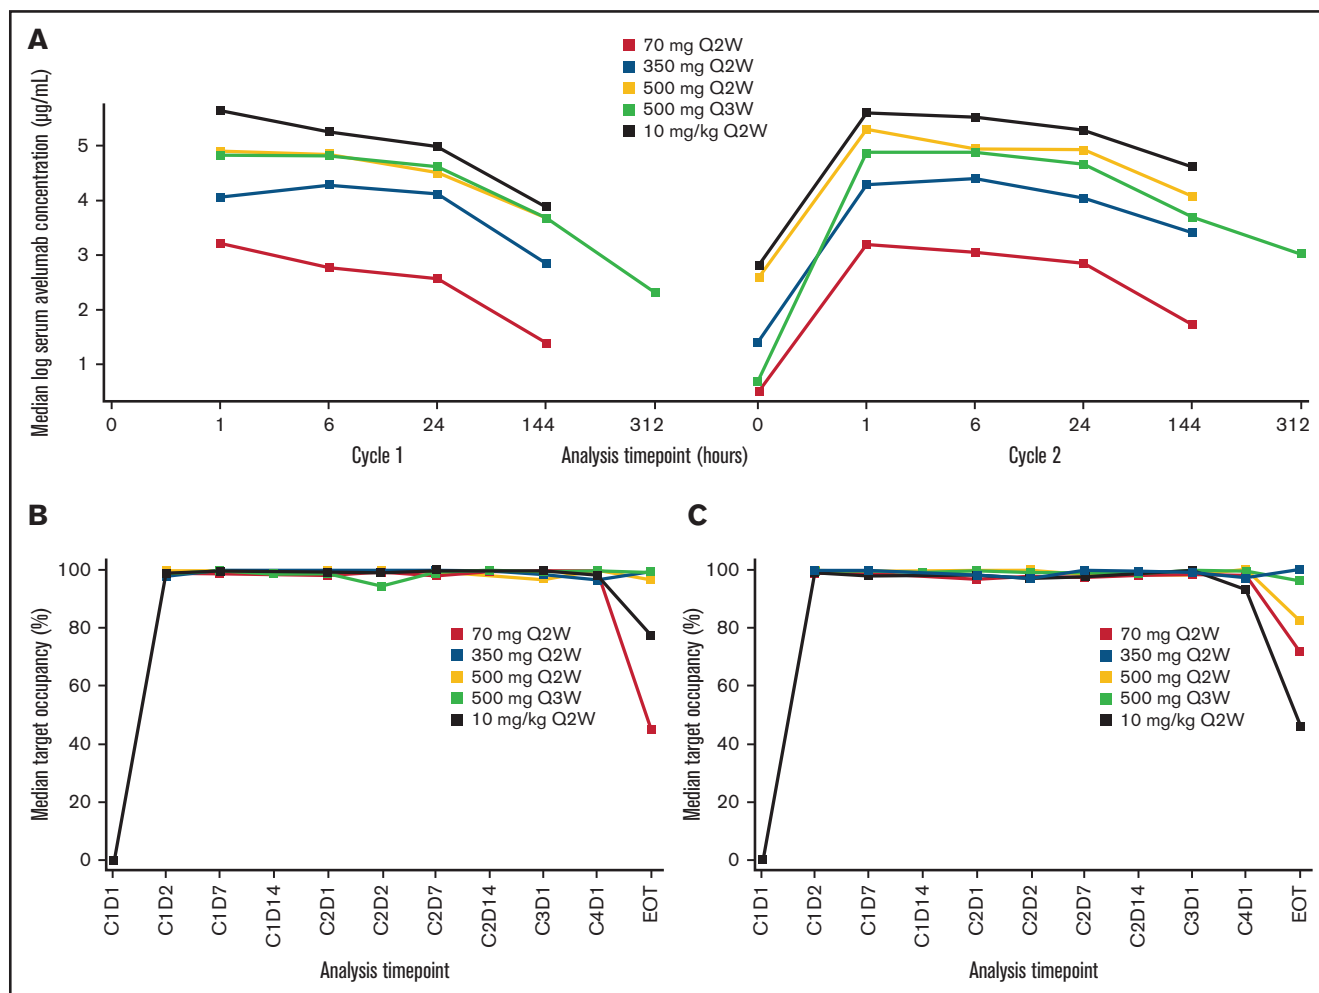 A
70 mg Q2W
350 mg Q2W
500 mg Q2W
500 mg Q3W
10 mg/kg Q2W
Median log serum avelumab concentration (µg/mL)
5
4
3
2
1
0 1 6 24 144 312 0 1 6 24 144 312
Cycle 1 Analysis timepoint (hours) Cycle 2
B
Median target occupancy (%)
100
80
60
40
20
0
70 mg Q2W
350 mg Q2W
500 mg Q2W
500 mg Q3W
10 mg/kg Q2W
C1D1 C1D2 C1D7 C1D14 C2D1 C2D2 C2D7 C2D14 C3D1 C4D1 EOT
Analysis timepoint
C
Median target occupancy (%)
100
80
60
40
20
0
70 mg Q2W
350 mg Q2W
500 mg Q2W
500 mg Q3W
10 mg/kg Q2W
C1D1 C1D2 C1D7 C1D14 C2D1 C2D2 C2D7 C2D14 C3D1 C4D1 EOT
Analysis timepoint